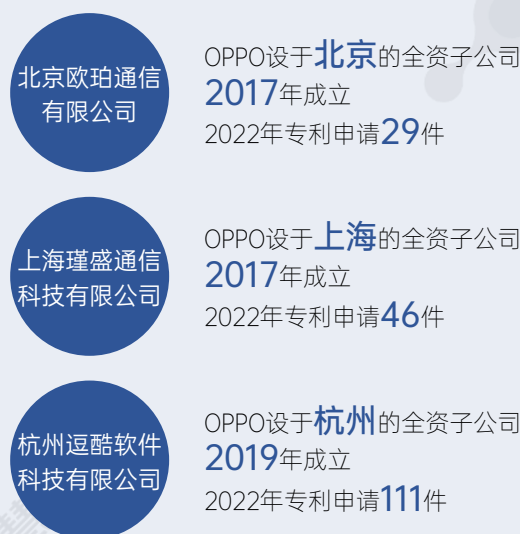 北京欧珀通信
有限公司
OPPO设于北京的全资子公司
2017年成立
2022年专利申请29件
上海瑾盛通信
科技有限公司
OPPO设于上海的全资子公司
2017年成立
2022年专利申请46件
杭州逗酷软件
科技有限公司
OPPO设于杭州的全资子公司
2019年成立
2022年专利申请111件